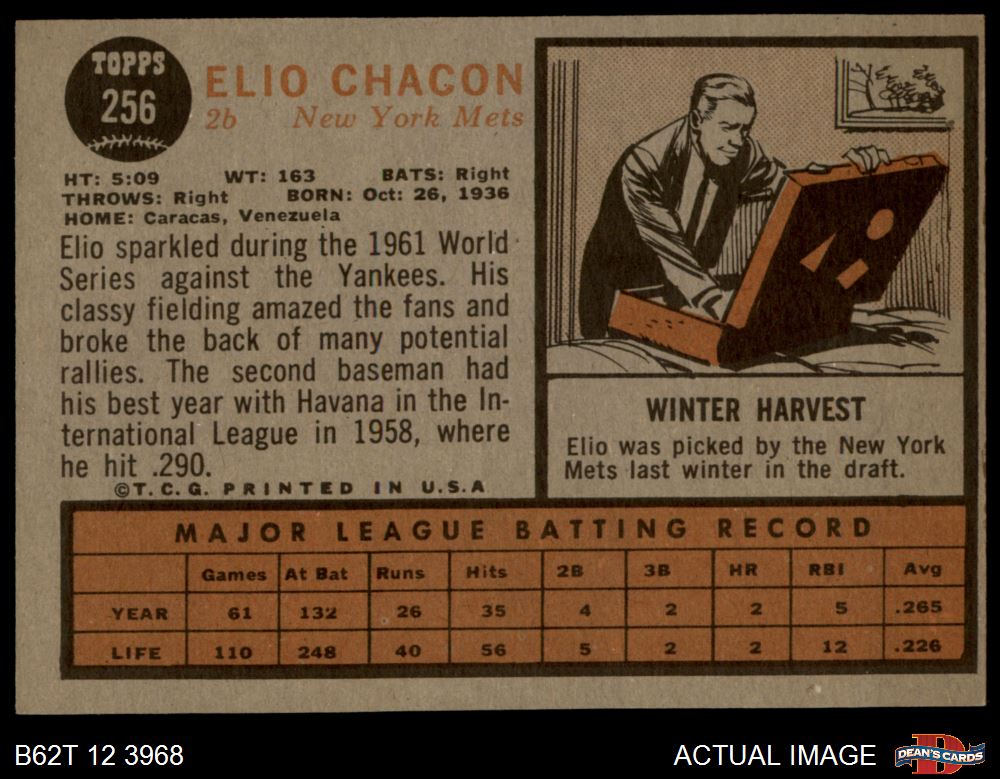 TOPPS
256
ELIO CHACON
2b New York Mets
HT: 5:09 WT: 163 BATS: Right
THROWS: Right BORN: Oct: 26, 1936
HOME: Caracas, Venezuela
Elio sparkled during the 1961 World
Series against the Yankees. His
classy fielding amazed the fans and
broke the back of many potential
rallies. The second baseman had
his best year with Havana in the In-
ternational League in 1958, where
he hit .290.
©T.C.G. PRINTED IN U.S.A
WINTER HARVEST
Elio was picked by the New York
Mets last winter in the draft.
MAJOR LEAGUE BATTING RECORD
Games At Bat Runs Hits 2B 3B HR RBI Avg
YEAR 61 132 26 35 4 2 2 5 .265
LIFE 110 248 40 56 5 2 2 12 .226
B62T 12 3968
ACTUAL IMAGE
D
DEAN'S CARDS